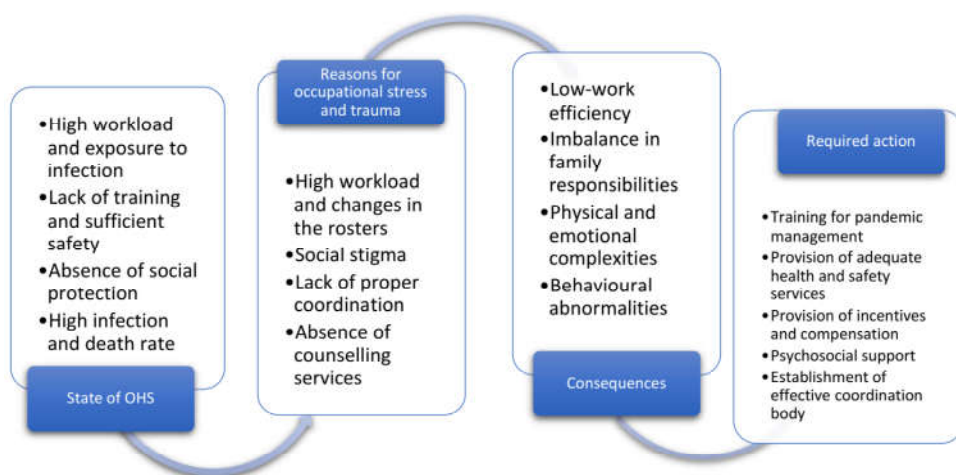 •High workload
and exposure to
infection
•Lack of training
and sufficient
safety
•Absence of social
protection
•High infection
and death rate
State of OHS
Reasons for
occupational stress
and trauma
•High workload
and changes in
the rosters
•Social stigma
•Lack of proper
coordination
•Absence of
counselling
services
•Low-work
efficiency
•Imbalance in
family
responsibilities
•Physical and
emotional
complexities
•Behavioural
abnormalities
Consequences
Required action
•Training for pandemic
management
•Provision of adequate
health and safety
services
•Provision of incentives
and compensation
•Psychosocial support
•Establishment of
effective coordination
body